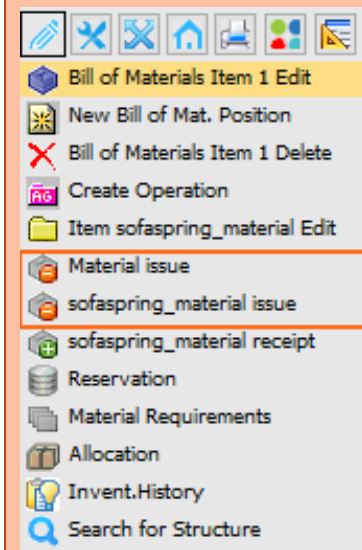 Bill of Materials Item 1 Edit
New Bill of Mat. Position
Bill of Materials Item 1 Delete
AG Create Operation
Item sofaspring_material Edit
Material issue
sofaspring_material issue
sofaspring_material receipt
Reservation
Material Requirements
Allocation
Invent.History
Search for Structure